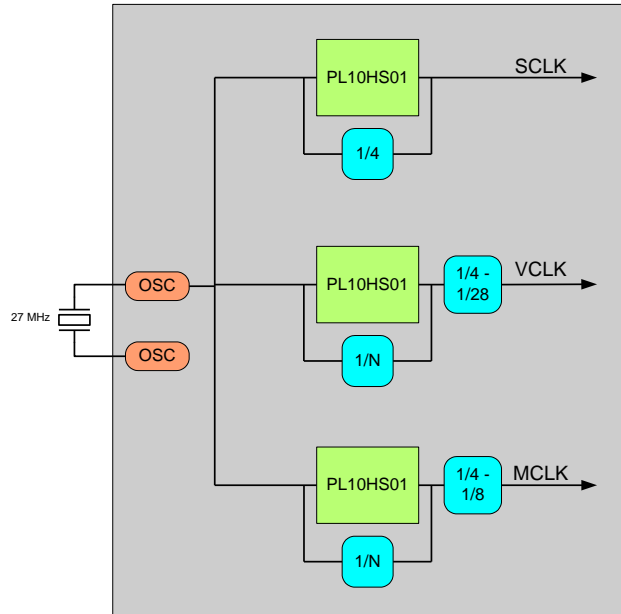 PL10HS01
SCLK
1/4
27 MHz
OSC
OSC
PL10HS01
1/4 -
1/28
VCLK
1/N
PL10HS01
1/4 -
1/8
MCLK
1/N